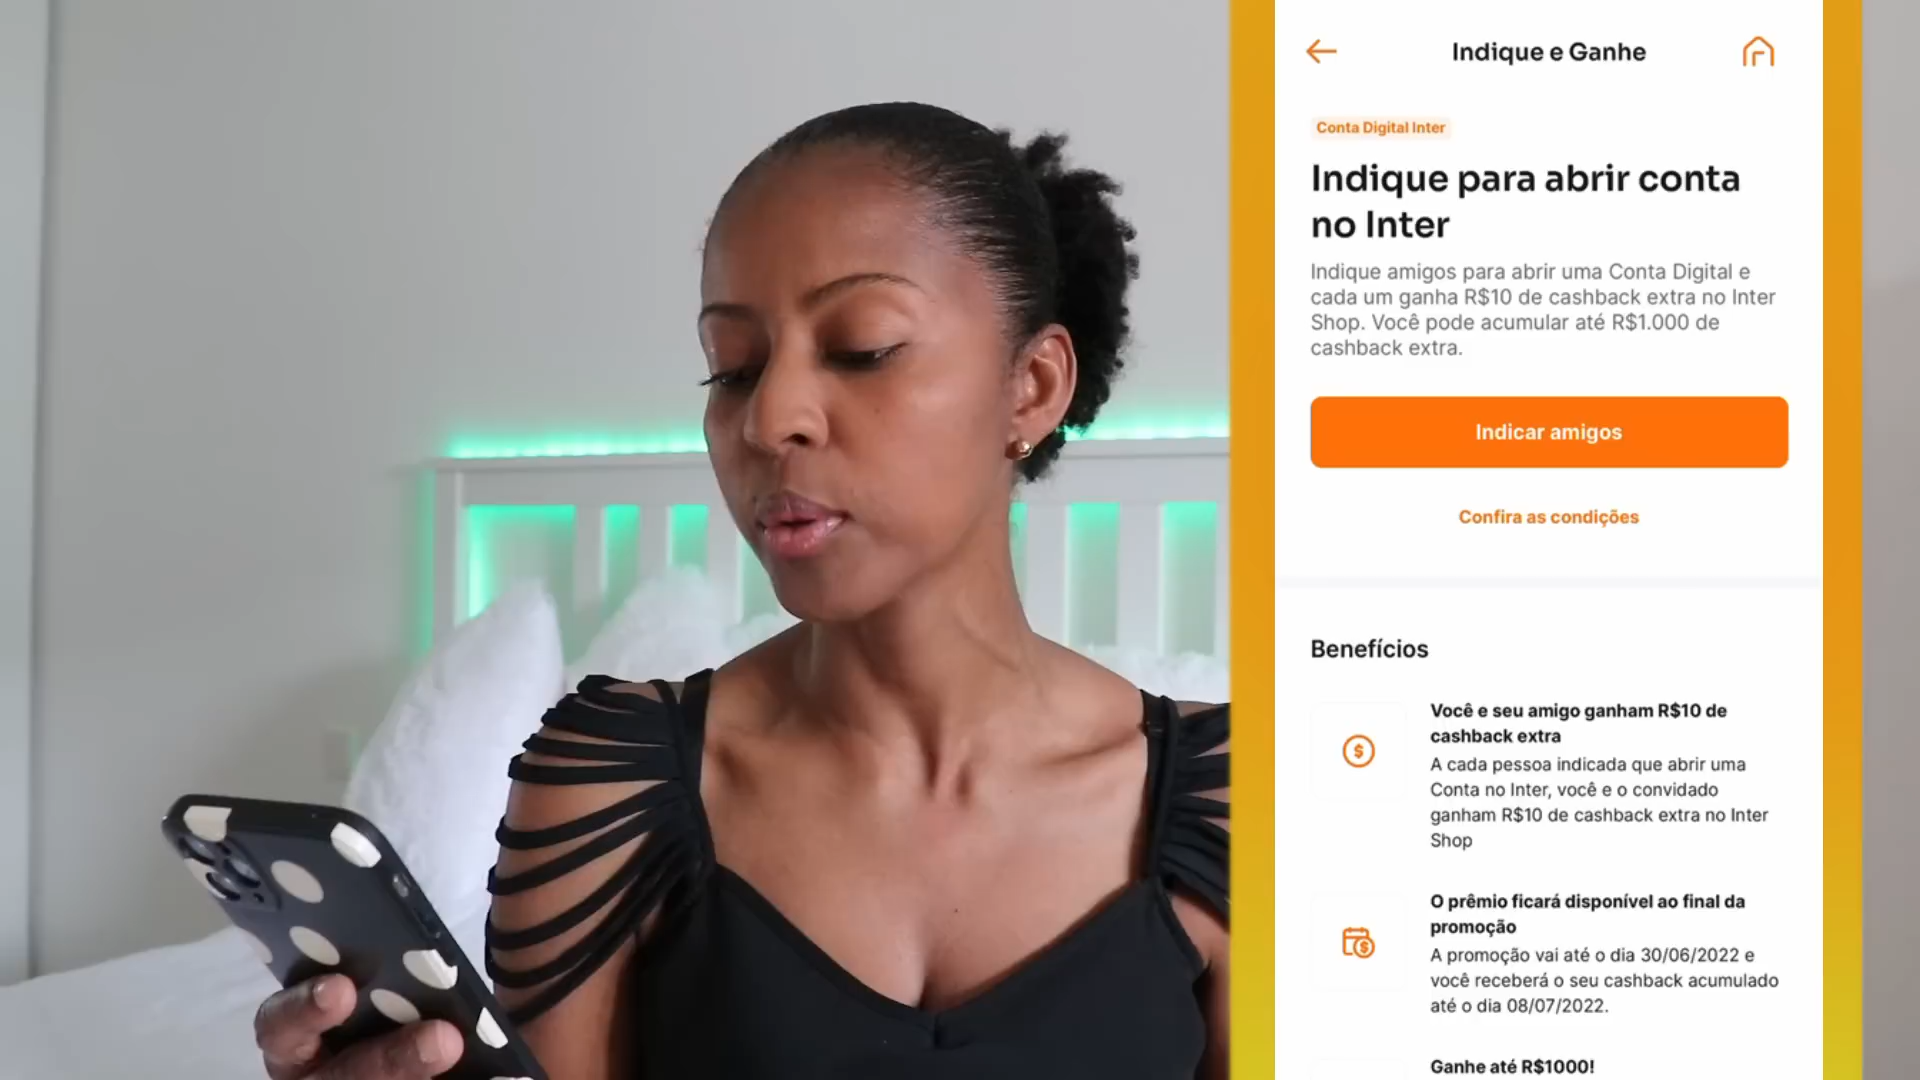 Indique e Ganhe
Conta Digital Inter
Indique para abrir conta
no Inter
Indique amigos para abrir uma Conta Digital e
cada um ganha R$10 de cashback extra no Inter
Shop. Você pode acumular até R$1.000 de
cashback extra.
Indicar amigos
Confira as condições
Benefícios
Você e seu amigo ganham R$10 de
cashback extra
A cada pessoa indicada que abrir uma
Conta no Inter, você e o convidado
ganham R$10 de cashback extra no Inter
Shop
O prêmio ficará disponível ao final da
promoção
A promoção vai até o dia 30/06/2022 e
você receberá o seu cashback acumulado
até o dia 08/07/2022.
Ganhe até R$1000!